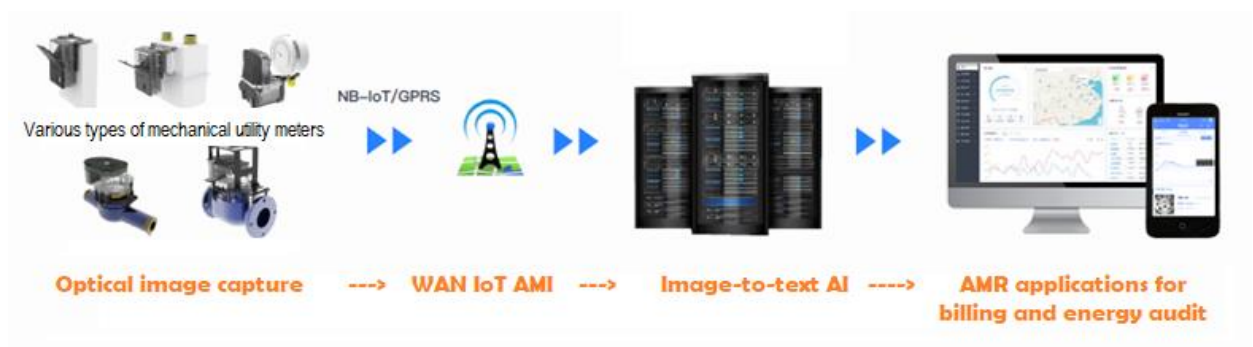 NB-IoT/GPRS
Various types of mechanical utility meters
Optical image capture ---> WAN IoT AMI ---> Image-to-text AI ----> AMR applications for
billing and energy audit